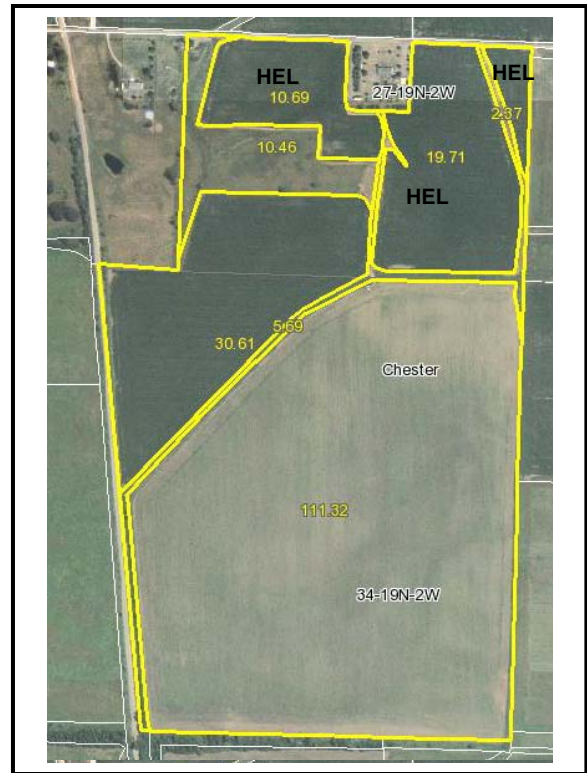 HEL
10.69
HEL
27-19N-2W
2.37
10.46
19.71
HEL
5.69
30.61
Chester
111.32
34-19N-2W